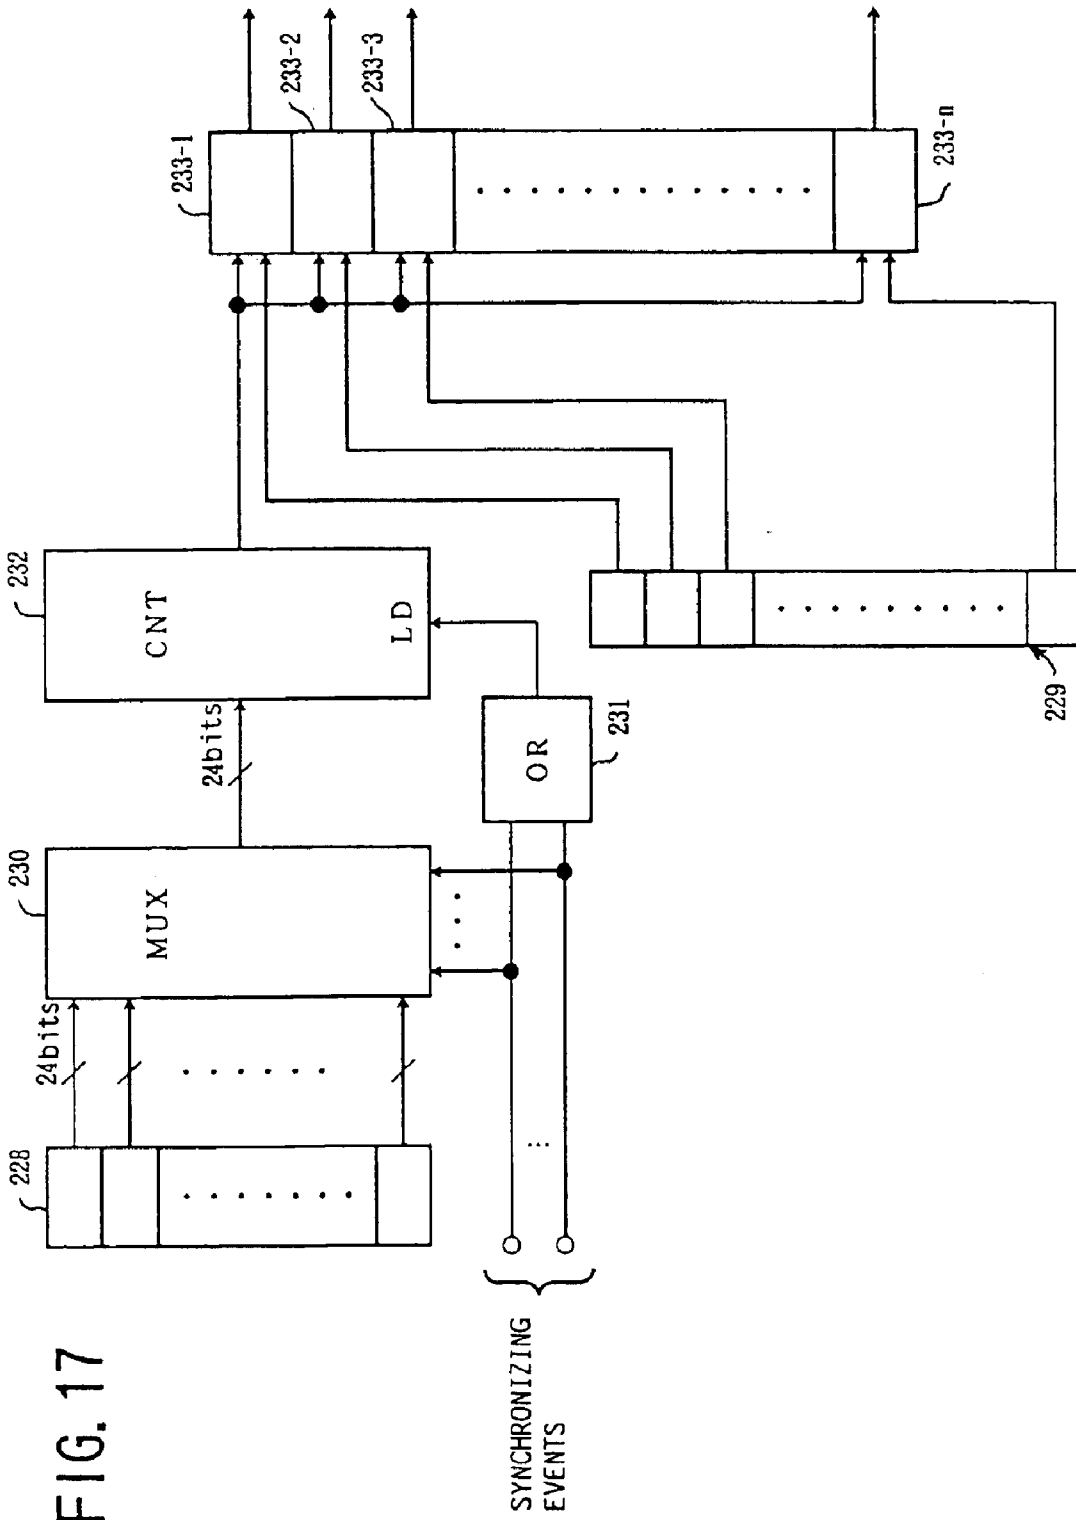 FIG. 17
228
24bits
230
MUX
24bits
232
CNT
LD
233-1
233-2
233-3
233-n
SYNCHRONIZING
EVENTS
OR
231
229